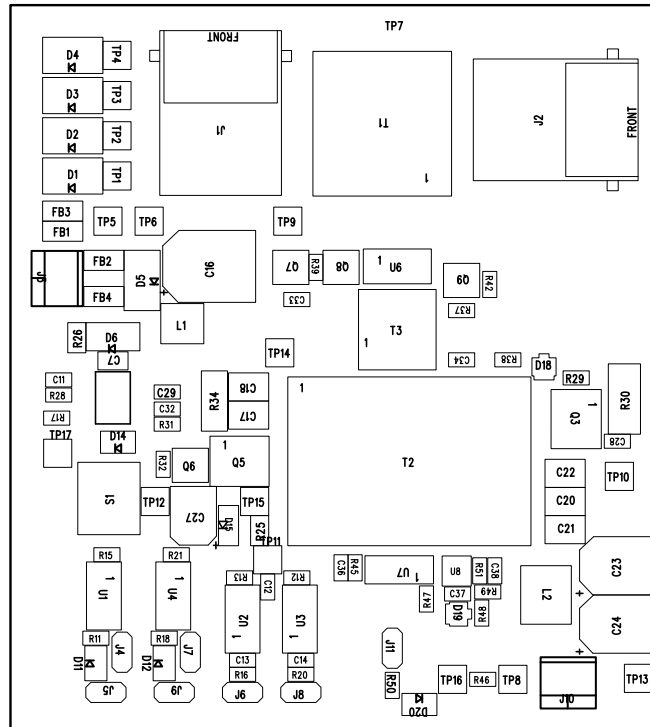 TP7
FRONT
D4 TP4
D3 TP3
D2 TP2
D1 TP1
J1
T1
1
J2
FRONT
FB3
FB1
TP5
TP6
TP9
FB2
FB4
D5
C16
Q7
R39
Q8
1
U6
Q9
R42
C33
R37
L1
T3
1
R26
D6
C7
TP14
C34
R38
D18
C11
R28
R17
TP17
C29
C32
R31
R34
C18
C17
1
R29
Q3
1
R30
C28
D14
R32
Q6
1
Q5
T2
S1
TP12
C27
D15
TP15
R25
TP11
C22
C20
C21
TP10
R15
R21
C36
R45
U7
1
U8
R51
C38
C23
U1
1
U4
1
R13
C12
R12
C37
R49
R47
D19
R48
L2
U2
1
U3
1
C24
R11
J4
R18
J7
D11
D12
C13
C14
R16
R20
J11
R50
TP16
R46
TP8
J10
TP13
J5
J9
J6
J8
D20